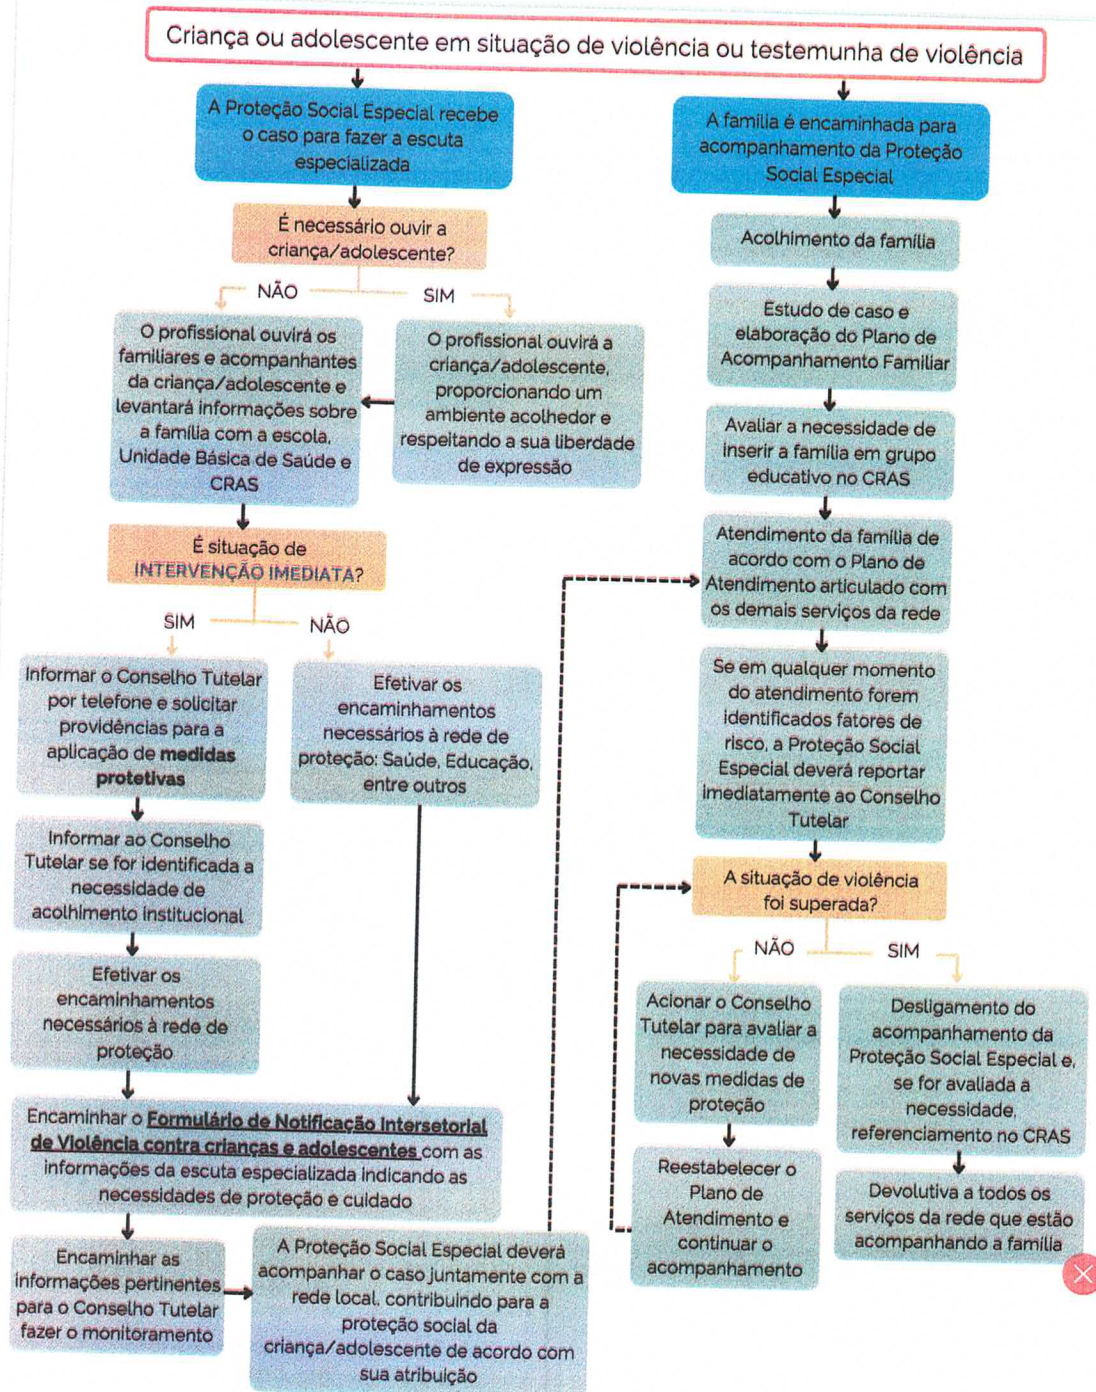 Criança ou adolescente em situação de violência ou testemunha de violência
A Proteção Social Especial recebe
o caso para fazer a escuta
especializada
É necessário ouvir a
criança/adolescente?
NÃO
SIM
O profissional ouvirá os
familiares e acompanhantes
da criança/adolescente e
levantará informações sobre
a família com a escola,
Unidade Básica de Saúde e
CRAS
O profissional ouvirá a
criança/adolescente,
proporcionando um
ambiente acolhedor e
respeitando a sua liberdade
de expressão
É situação de
INTERVENÇÃO IMEDIATA?
SIM
NÃO
Informar o Conselho Tutelar
por telefone e solicitar
providências para a
aplicação de medidas
protetivas
Efetivar os
encaminhamentos
necessários à rede de
proteção: Saúde, Educação,
entre outros
Informar ao Conselho
Tutelar se for identificada a
necessidade de
acolhimento institucional
Efetivar os
encaminhamentos
necessários à rede de
proteção
Encaminhar o Formulário de Notificação Intersetorial
de Violência contra crianças e adolescentes com as
informações da escuta especializada indicando as
necessidades de proteção e cuidado
Encaminhar as
informações pertinentes
para o Conselho Tutelar
fazer o monitoramento
A Proteção Social Especial deverá
acompanhar o caso juntamente com a
rede local, contribuindo para a
proteção social da
criança/adolescente de acordo com
sua atribuição
A família é encaminhada para
acompanhamento da Proteção
Social Especial
Acolhimento da família
Estudo de caso e
elaboração do Plano de
Acompanhamento Familiar
Avaliar a necessidade de
inserir a família em grupo
educativo no CRAS
Atendimento da família de
acordo com o Plano de
Atendimento articulado com
os demais serviços da rede
Se em qualquer momento
do atendimento forem
identificados fatores de
risco, a Proteção Social
Especial deverá reportar
imediatamente ao Conselho
Tutelar
A situação de violência
foi superada?
NÃO
SIM
Acionar o Conselho
Tutelar para avaliar a
necessidade de
novas medidas de
proteção
Reestabelecer o
Plano de
Atendimento e
continuar o
acompanhamento
Desligamento do
acompanhamento da
Proteção Social Especial e,
se for avaliada a
necessidade,
referenciamento no CRAS
Devolutiva a todos os
serviços da rede que estão
acompanhando a família